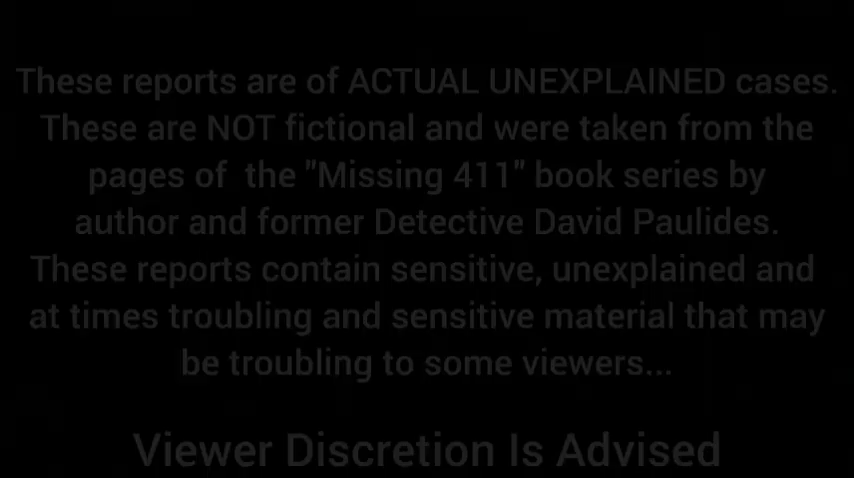 These reports are of ACTUAL UNEXPLAINED cases.
These are NOT fictional and were taken from the
pages of the "Missing 411" book series by
author and former Detective David Paulides.
These reports contain sensitive, unexplained and
at times troubling and sensitive material that may
be troubling to some viewers...
Viewer Discretion Is Advised